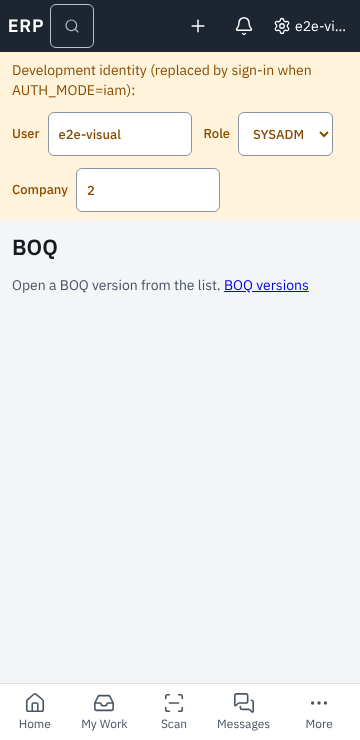 ERP
e2e-vi...
Development identity (replaced by sign-in when
AUTH_MODE=iam):
User e2e-visual Role SYSADM
Company 2
BOQ
Open a BOQ version from the list. BOQ versions
Home My Work Scan Messages More